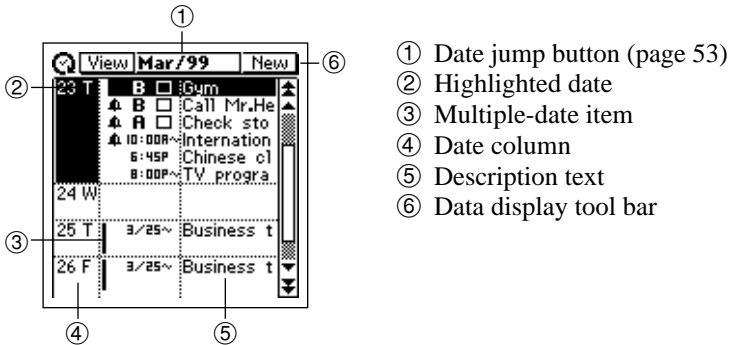 ①
View Mar/99 New
⑥
② 23 T B Gym
B Call Mr.He
A Check sto
10:00A~ Internation
6:45P Chinese cl
8:00P~ TV progra
24 W
③ 25 T 3/25~ Business t
26 F 3/25~ Business t
④ ⑤
① Date jump button (page 53)
② Highlighted date
③ Multiple-date item
④ Date column
⑤ Description text
⑥ Data display tool bar